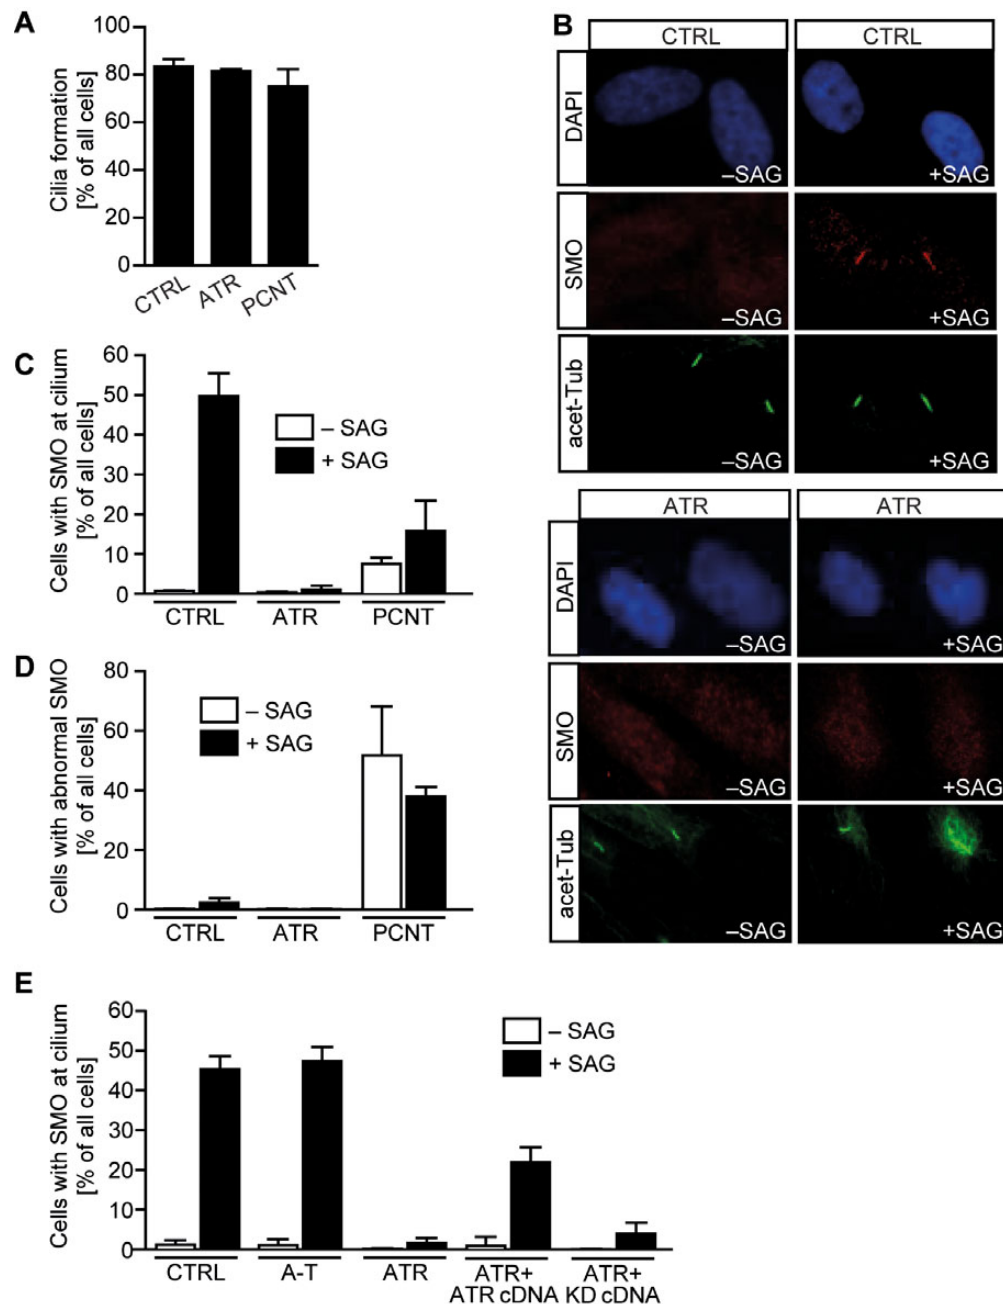 A
Cilia formation
[% of all cells]
100
80
60
40
20
0
CTRL
ATR
PCNT
B
CTRL
CTRL
DAPI
–SAG
+SAG
SMO
–SAG
+SAG
acet-Tub
–SAG
+SAG
ATR
ATR
DAPI
–SAG
+SAG
SMO
–SAG
+SAG
acet-Tub
–SAG
+SAG
C
Cells with SMO at cilium
[% of all cells]
60
50
40
30
20
10
0
– SAG
+ SAG
CTRL
ATR
PCNT
D
Cells with abnormal SMO
[% of all cells]
80
60
40
20
0
– SAG
+ SAG
CTRL
ATR
PCNT
E
Cells with SMO at cilium
[% of all cells]
60
50
40
30
20
10
0
– SAG
+ SAG
CTRL
A-T
ATR
ATR+
ATR cDNA
ATR+
KD cDNA